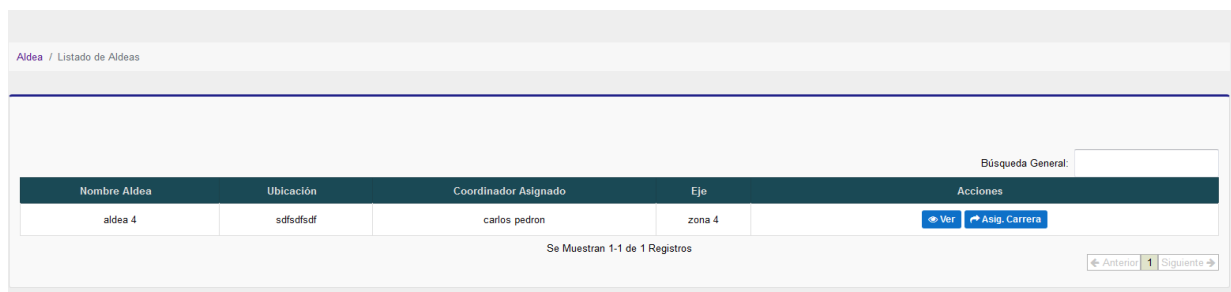 Aldea / Listado de Aldeas
Búsqueda General:
Nombre Aldea Ubicación Coordinador Asignado Eje Acciones
aldea 4 sdfsdfsdf carlos pedron zona 4 Ver Asig. Carrera
Se Muestran 1-1 de 1 Registros
← Anterior 1 Siguiente →